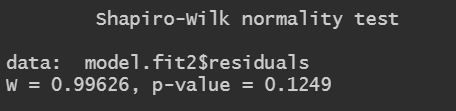 Shapiro-Wilk normality test
data:  model.fit2$residuals
W = 0.99626, p-value = 0.1249